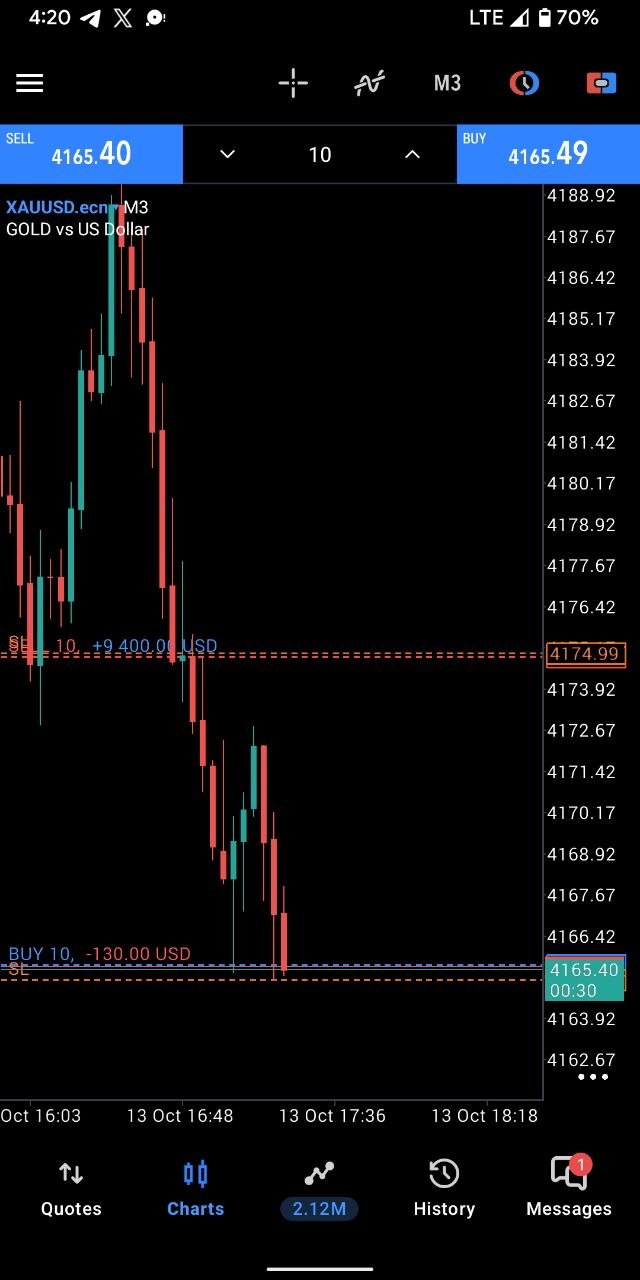 4:20
LTE 70%
M3
SELL
4165.40
10
BUY
4165.49
XAUUSD.ecn M3
GOLD vs US Dollar
4188.92
4187.67
4186.42
4185.17
4183.92
4182.67
4181.42
4180.17
4178.92
4177.67
4176.42
10, +9 400.00 USD
4174.99
4173.92
4172.67
4171.42
4170.17
4168.92
4167.67
4166.42
BUY 10, -130.00 USD
SL
4165.40
00:30
4163.92
4162.67
Oct 16:03
13 Oct 16:48
13 Oct 17:36
13 Oct 18:18
Quotes
Charts
2.12M
History
1
Messages